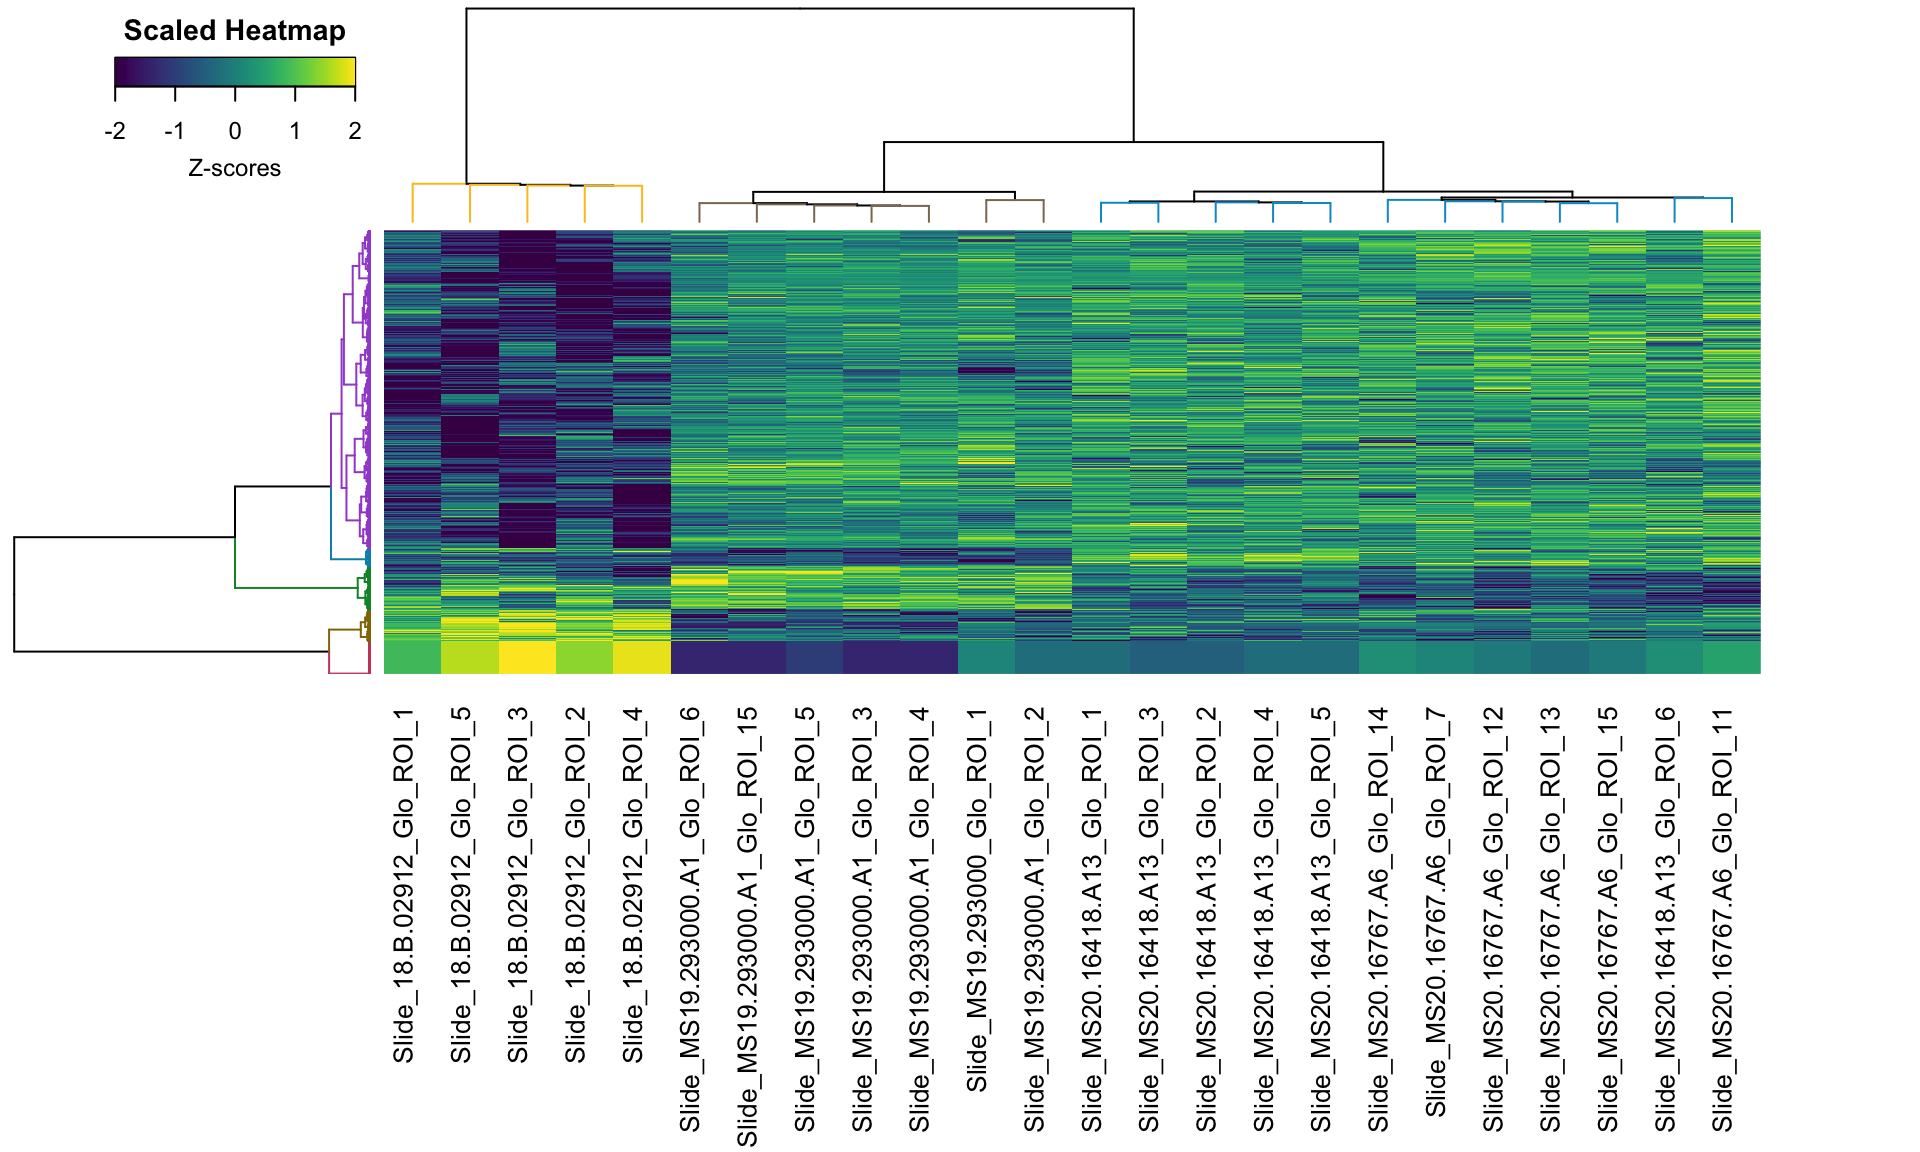 Scaled Heatmap
-2 -1 0 1 2
Z-scores
Slide_18.B.02912_Glo_ROI_1
Slide_18.B.02912_Glo_ROI_5
Slide_18.B.02912_Glo_ROI_3
Slide_18.B.02912_Glo_ROI_2
Slide_18.B.02912_Glo_ROI_4
Slide_MS19.293000.A1_Glo_ROI_6
Slide_MS19.293000.A1_Glo_ROI_15
Slide_MS19.293000.A1_Glo_ROI_5
Slide_MS19.293000.A1_Glo_ROI_3
Slide_MS19.293000.A1_Glo_ROI_4
Slide_MS19.293000_Glo_ROI_1
Slide_MS19.293000.A1_Glo_ROI_2
Slide_MS20.16418.A13_Glo_ROI_1
Slide_MS20.16418.A13_Glo_ROI_3
Slide_MS20.16418.A13_Glo_ROI_2
Slide_MS20.16418.A13_Glo_ROI_4
Slide_MS20.16418.A13_Glo_ROI_5
Slide_MS20.16767.A6_Glo_ROI_14
Slide_MS20.16767.A6_Glo_ROI_7
Slide_MS20.16767.A6_Glo_ROI_12
Slide_MS20.16767.A6_Glo_ROI_13
Slide_MS20.16767.A6_Glo_ROI_15
Slide_MS20.16418.A13_Glo_ROI_6
Slide_MS20.16767.A6_Glo_ROI_11